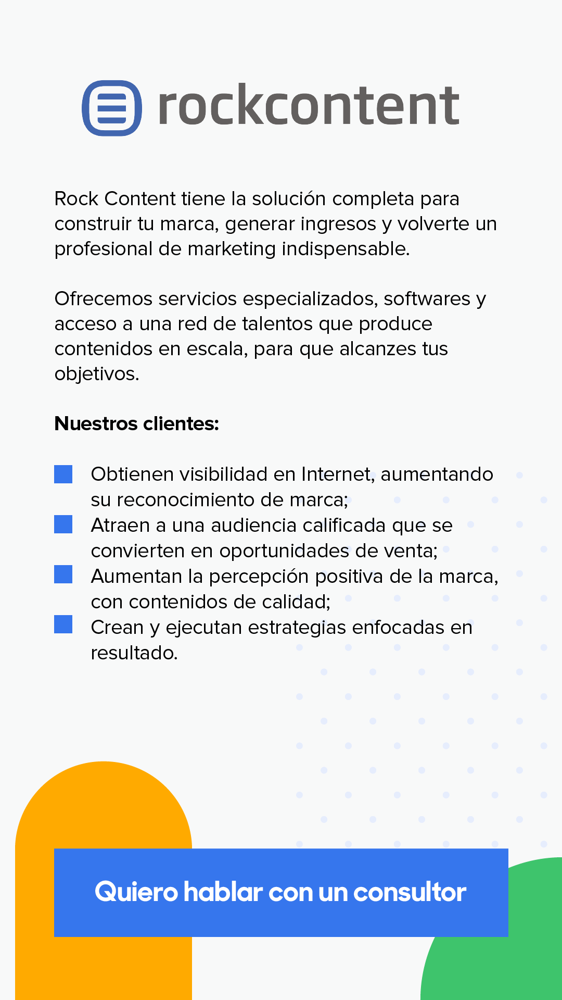 rockcontent
Rock Content tiene la solución completa para
construir tu marca, generar ingresos y volverte un
profesional de marketing indispensable.
Ofrecemos servicios especializados, softwares y
acceso a una red de talentos que produce
contenidos en escala, para que alcanzes tus
objetivos.
Nuestros clientes:
Obtienen visibilidad en Internet, aumentando
su reconocimiento de marca;
Atraen a una audiencia calificada que se
convierten en oportunidades de venta;
Aumentan la percepción positiva de la marca,
con contenidos de calidad;
Crean y ejecutan estrategias enfocadas en
resultado.
Quiero hablar con un consultor